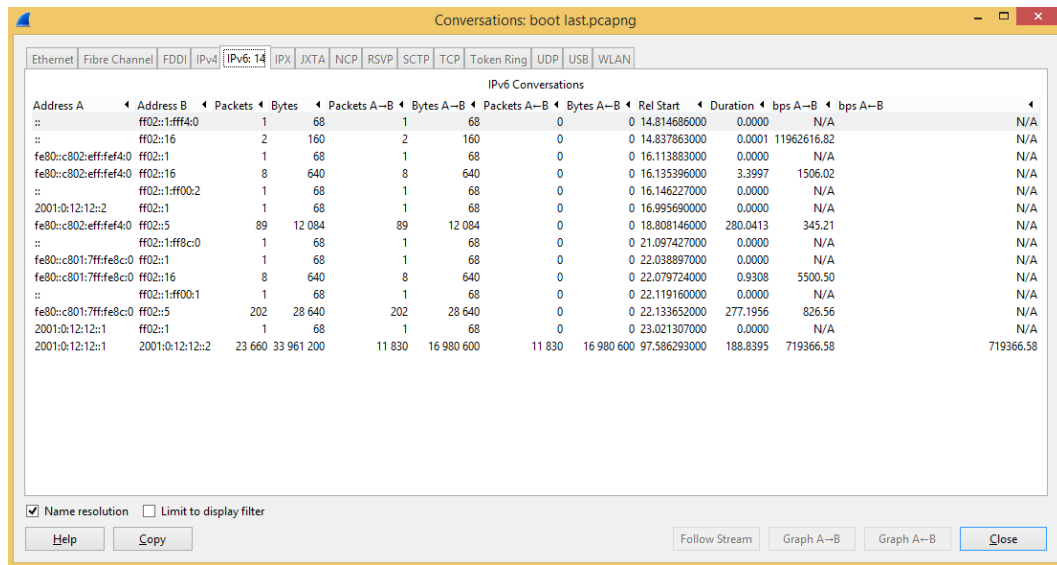 Conversations: boot last.pcapng
Ethernet Fibre Channel FDDI IPv4 IPv6: 14 IPX JXTA NCP RSVP SCTP TCP Token Ring UDP USB WLAN
IPv6 Conversations
Address A Address B Packets Bytes Packets A→B Bytes A→B Packets A←B Bytes A←B Rel Start Duration bps A→B bps A←B
:: ff02::1:fff4:0 1 68 1 68 0 0 14.814686000 0.0000 N/A N/A
:: ff02::16 2 160 2 160 0 0 14.837863000 0.0001 11962616.82 N/A
fe80::c802:eff:fef4:0 ff02::1 1 68 1 68 0 0 16.113883000 0.0000 N/A N/A
fe80::c802:eff:fef4:0 ff02::16 8 640 8 640 0 0 16.135396000 3.3997 1506.02 N/A
:: ff02::1:ff00:2 1 68 1 68 0 0 16.146227000 0.0000 N/A N/A
2001:0:12:12::2 ff02::1 1 68 1 68 0 0 16.995690000 0.0000 N/A N/A
fe80::c802:eff:fef4:0 ff02::5 89 12 084 89 12 084 0 0 18.808146000 280.0413 345.21 N/A
:: ff02::1:ff8c:0 1 68 1 68 0 0 21.097427000 0.0000 N/A N/A
fe80::c801:7ff:fe8c:0 ff02::1 1 68 1 68 0 0 22.038897000 0.0000 N/A N/A
fe80::c801:7ff:fe8c:0 ff02::16 8 640 8 640 0 0 22.079724000 0.9308 5500.50 N/A
:: ff02::1:ff00:1 1 68 1 68 0 0 22.119160000 0.0000 N/A N/A
fe80::c801:7ff:fe8c:0 ff02::5 202 28 640 202 28 640 0 0 22.133652000 277.1956 826.56 N/A
2001:0:12:12::1 ff02::1 1 68 1 68 0 0 23.021307000 0.0000 N/A N/A
2001:0:12:12::1 2001:0:12:12::2 23 660 33 961 200 11 830 16 980 600 11 830 16 980 600 97.586293000 188.8395 719366.58 719366.58
Name resolution Limit to display filter
Help Copy Follow Stream Graph A→B Graph A←B Close